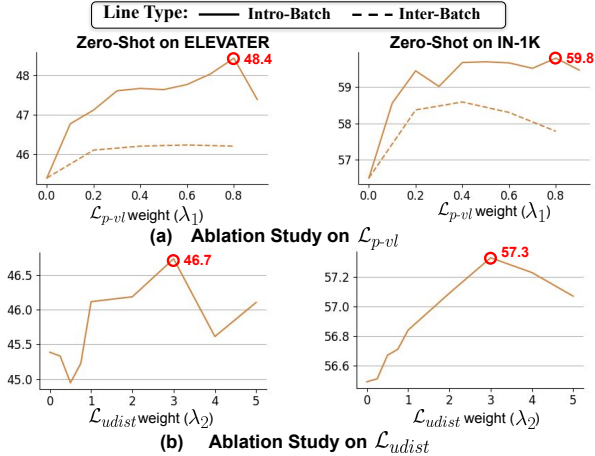 Line Type: Intro-Batch Inter-Batch
Zero-Shot on ELEVATER Zero-Shot on IN-1K
48.4 59.8
48 47 46
59 58 57
0.0 0.2 0.4 0.6 0.8 0.0 0.2 0.4 0.6 0.8
ℒp-vl weight (λ1) ℒp-vl weight (λ1)
(a) Ablation Study on ℒp-vl
46.7 57.3
46.5 46.0 45.5 45.0
57.2 57.0 56.8 56.6
0 1 2 3 4 5 0 1 2 3 4 5
ℒudist weight (λ2) ℒudist weight (λ2)
(b) Ablation Study on ℒudist